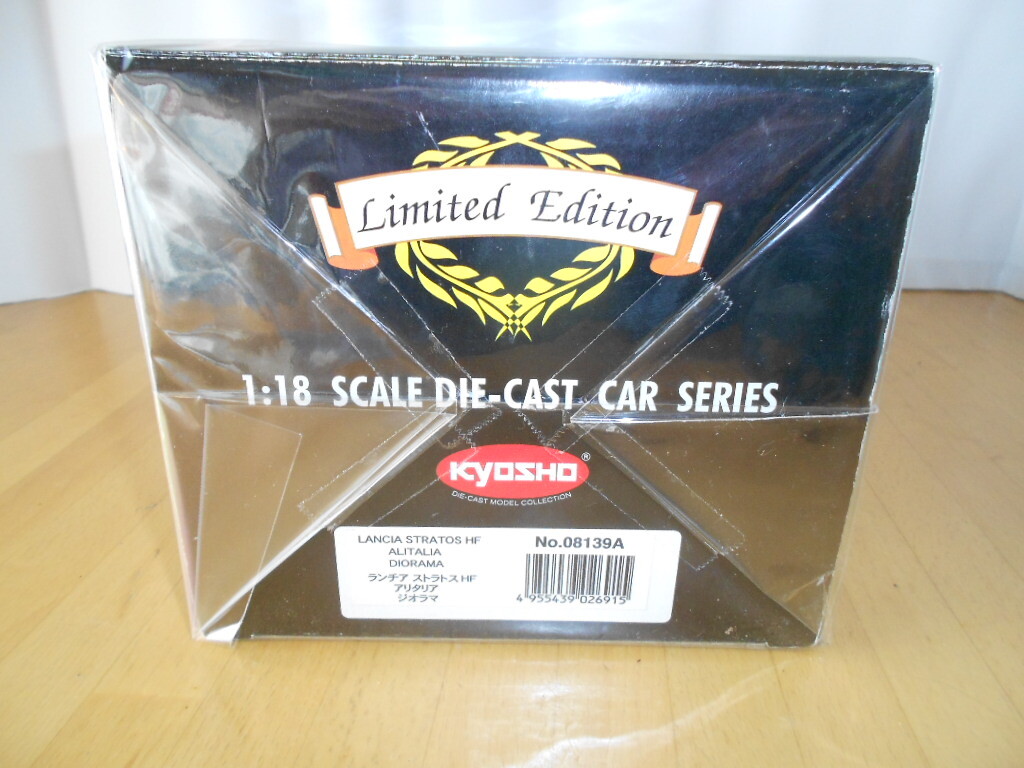 Limited Edition
1:18 SCALE DIE-CAST CAR SERIES
KYOSHO ®
DIE-CAST MODEL COLLECTION
LANCIA STRATOS HF
ALITALIA
DIORAMA
ランチア ストラトス HF
アリタリア
ジオラマ
No.08139A
4 955439 026915